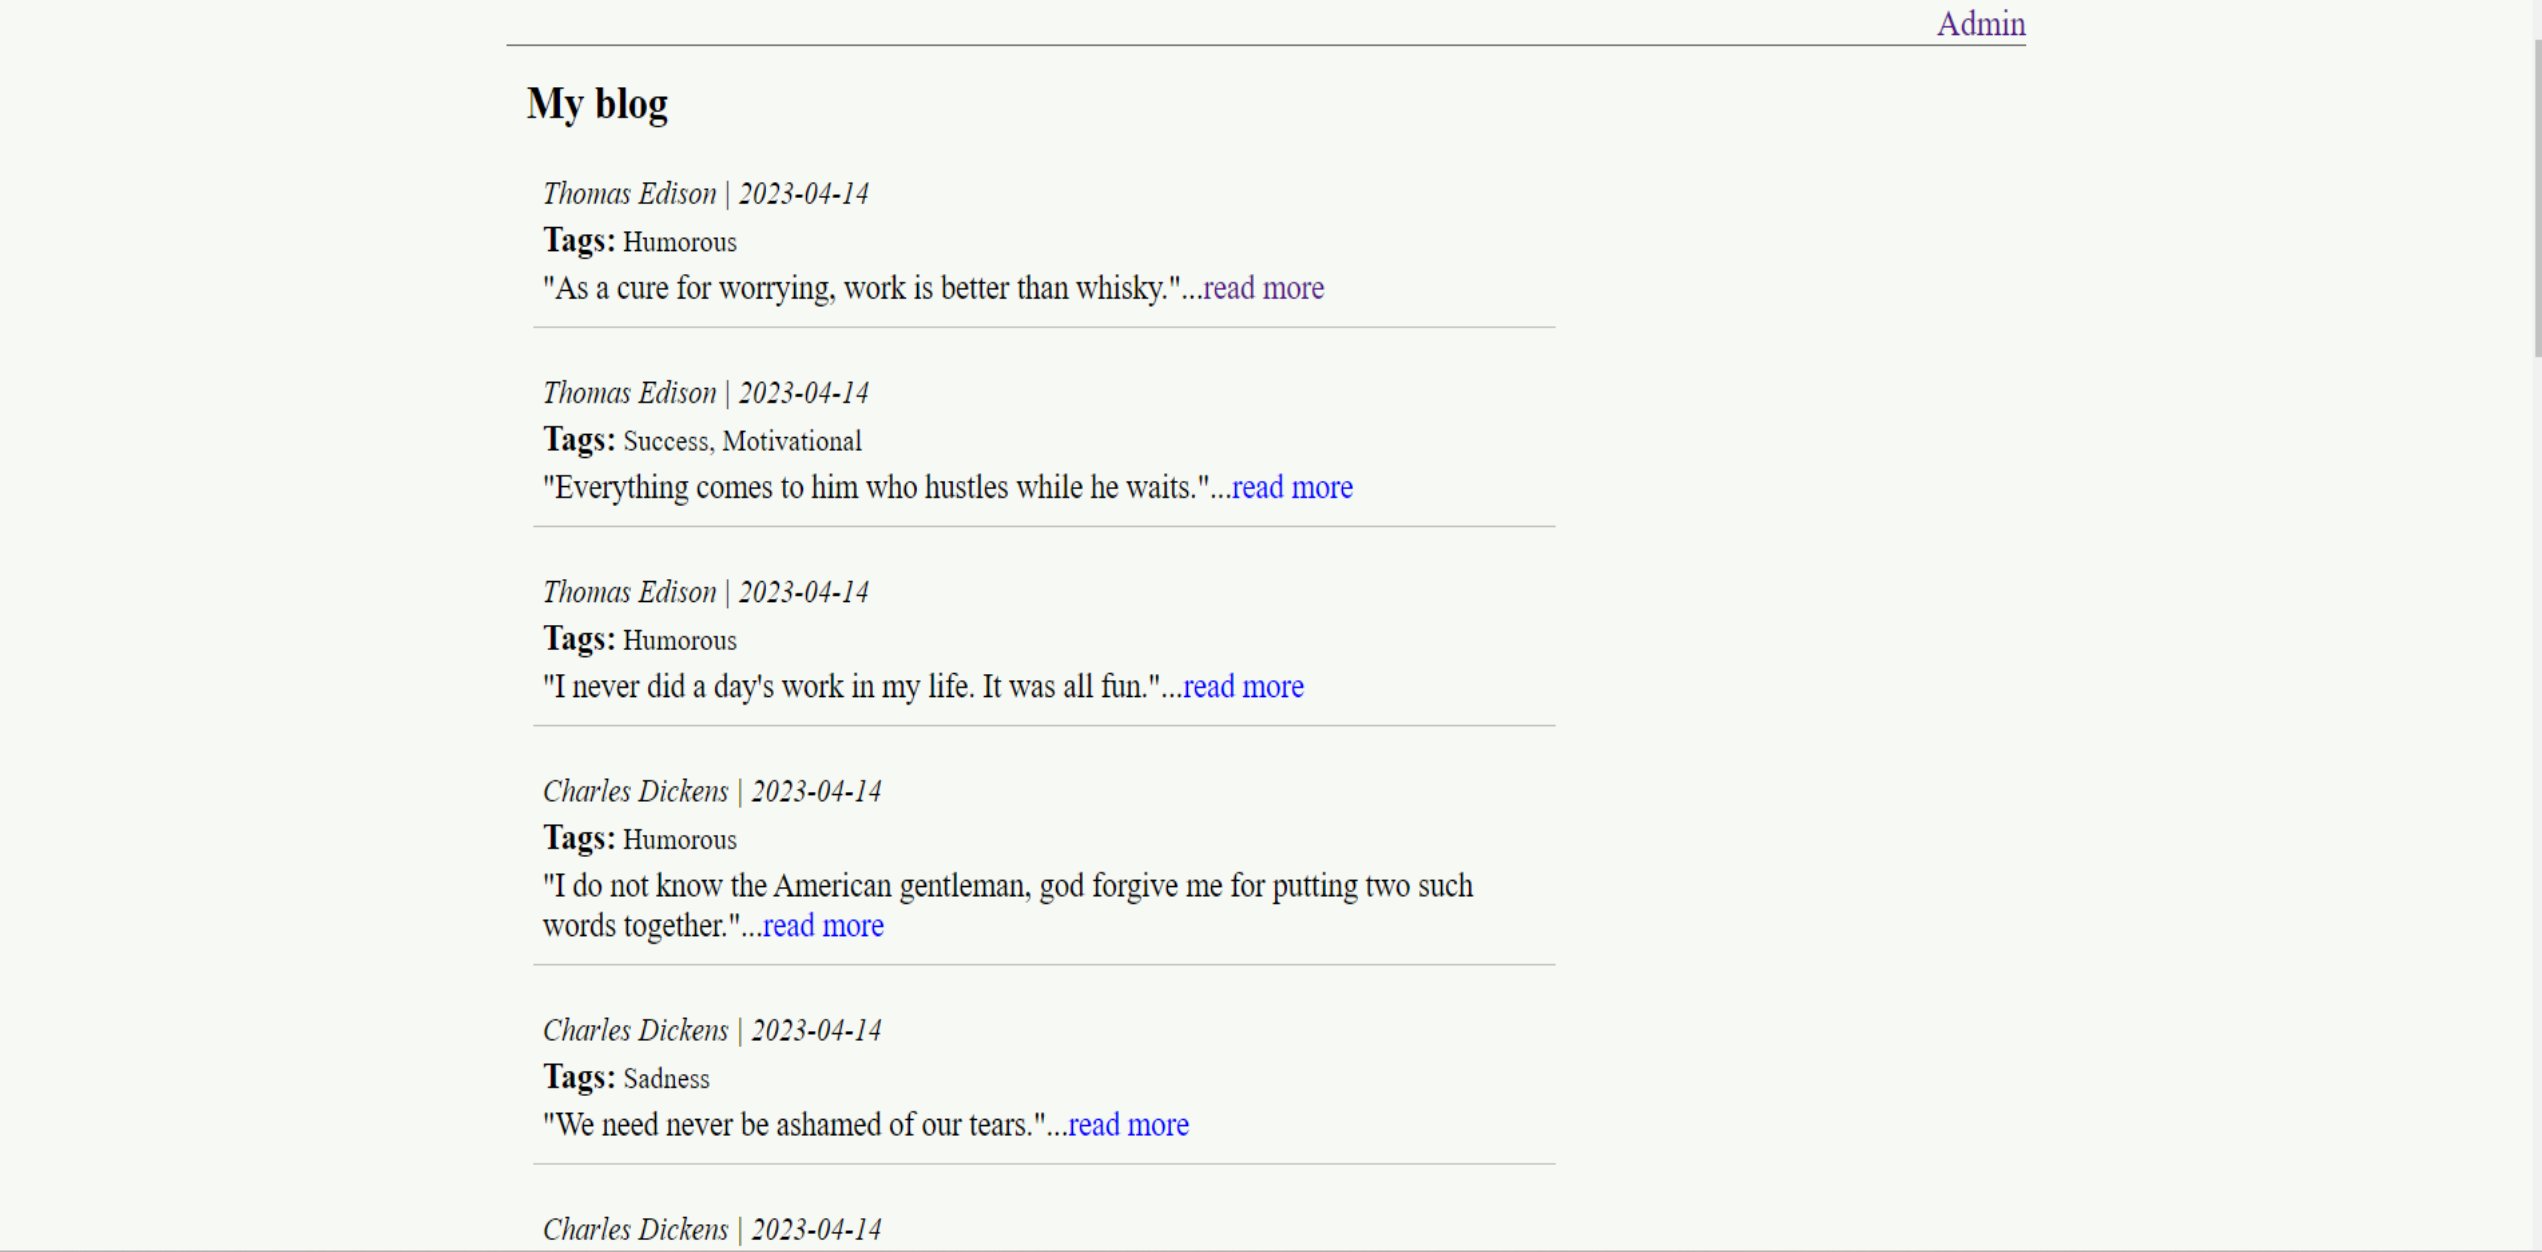 Admin
My blog
Thomas Edison | 2023-04-14
Tags: Humorous
"As a cure for worrying, work is better than whisky."...read more
Thomas Edison | 2023-04-14
Tags: Success, Motivational
"Everything comes to him who hustles while he waits."...read more
Thomas Edison | 2023-04-14
Tags: Humorous
"I never did a day's work in my life. It was all fun."...read more
Charles Dickens | 2023-04-14
Tags: Humorous
"I do not know the American gentleman, god forgive me for putting two such
words together."...read more
Charles Dickens | 2023-04-14
Tags: Sadness
"We need never be ashamed of our tears."...read more
Charles Dickens | 2023-04-14